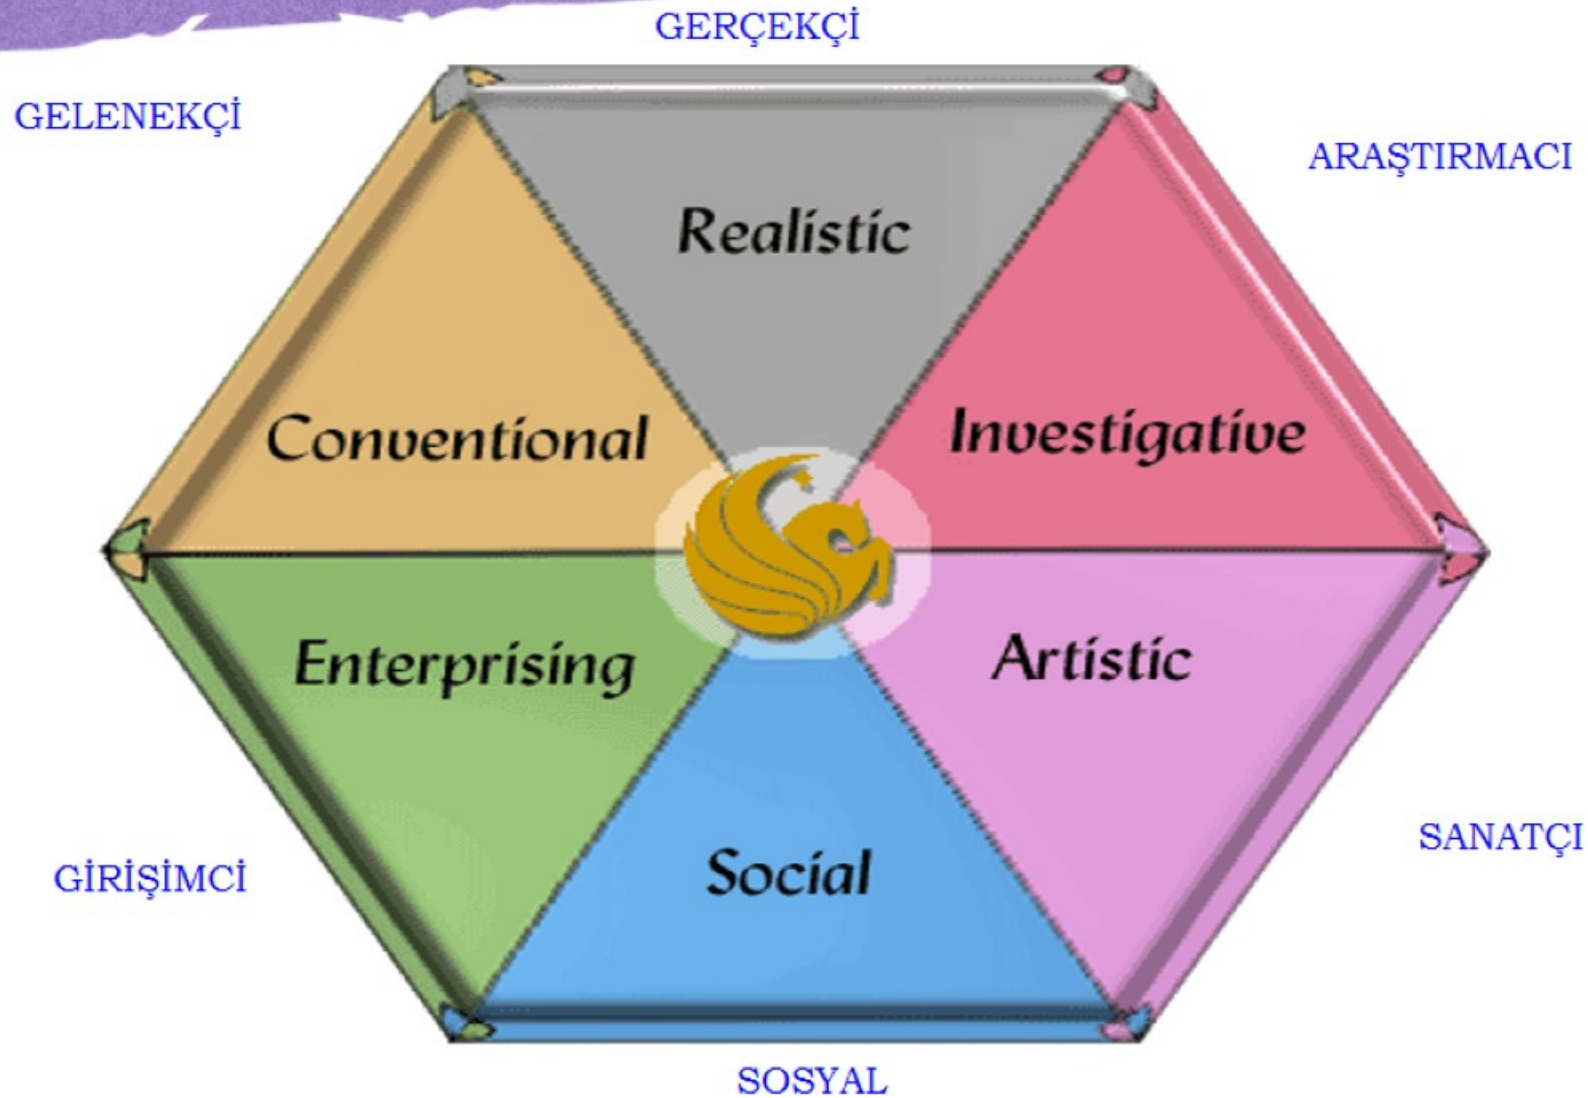 GERÇEKÇİ
GELENEKÇİ
ARAŞTIRMACI
Realistic
Conventional
Investigative
Enterprising
Artistic
Social
SANATÇI
GİRİŞİMCİ
SOSYAL